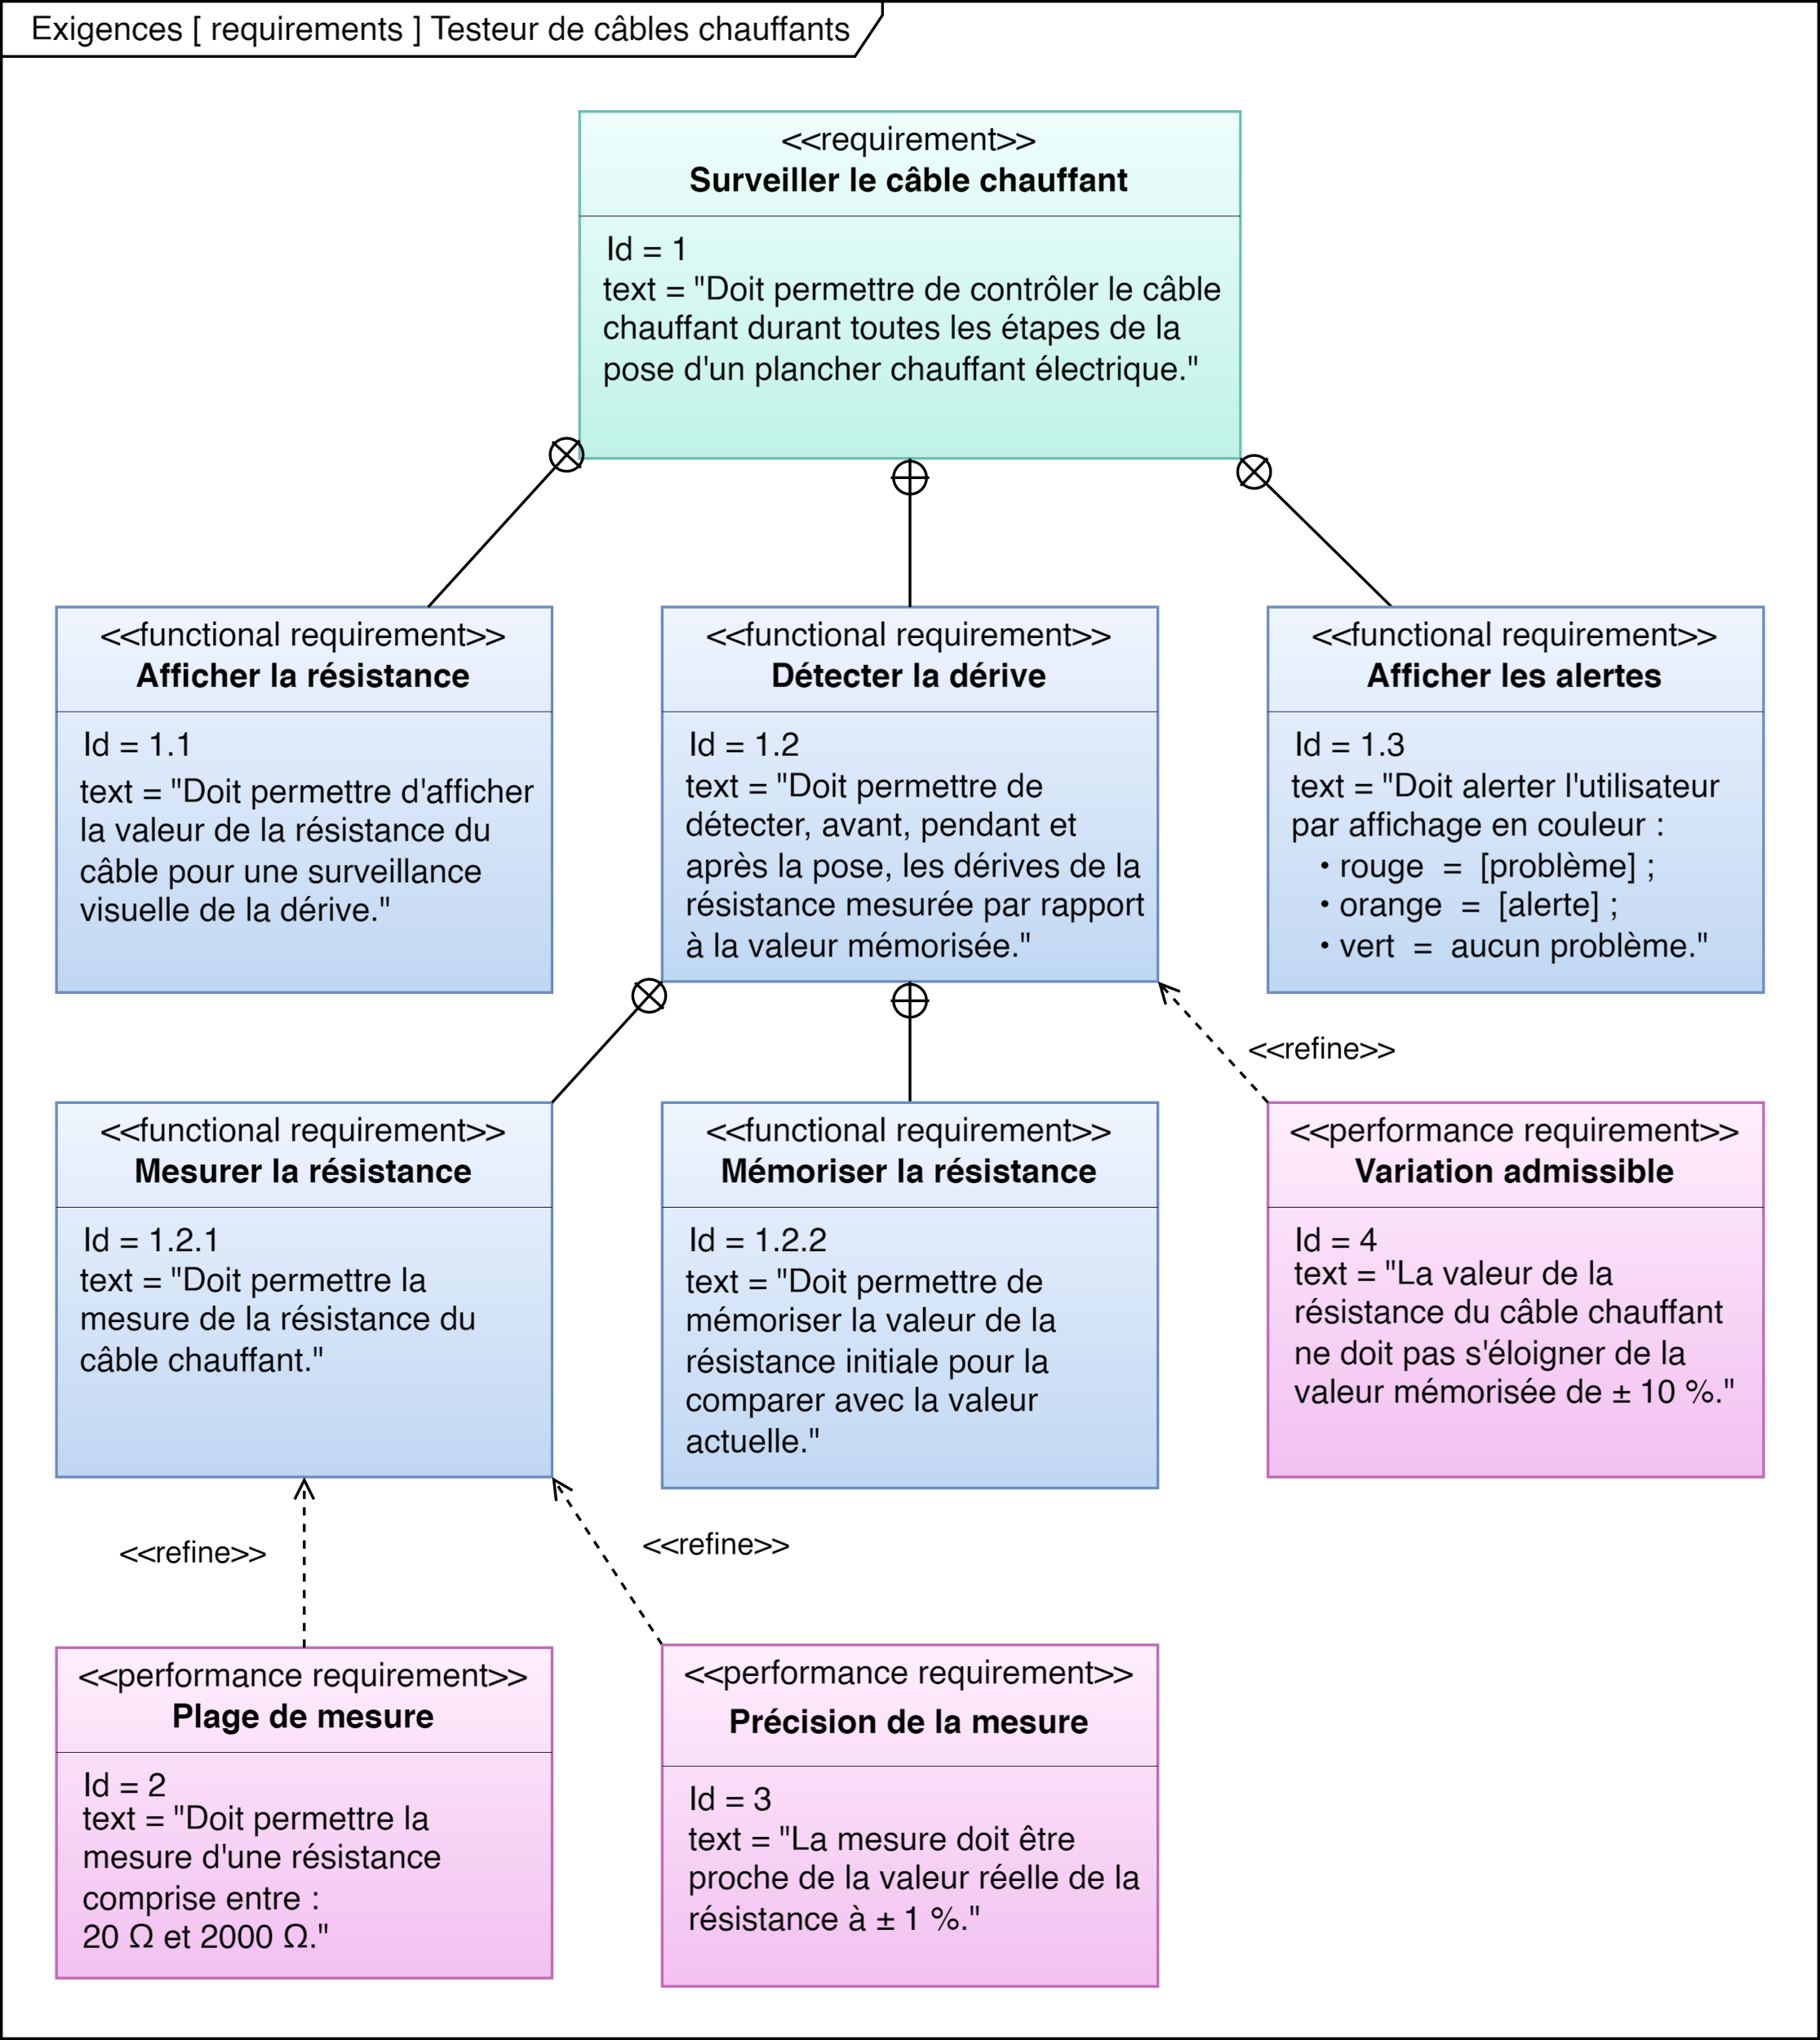 Exigences [ requirements ] Testeur de câbles chauffants
<<requirement>>
Surveiller le câble chauffant
Id = 1
text = "Doit permettre de contrôler le câble
chauffant durant toutes les étapes de la
pose d'un plancher chauffant électrique."
<<functional requirement>>
Afficher la résistance
Id = 1.1
text = "Doit permettre d'afficher
la valeur de la résistance du
câble pour une surveillance
visuelle de la dérive."
<<functional requirement>>
Détecter la dérive
Id = 1.2
text = "Doit permettre de
détecter, avant, pendant et
après la pose, les dérives de la
résistance mesurée par rapport
à la valeur mémorisée."
<<functional requirement>>
Afficher les alertes
Id = 1.3
text = "Doit alerter l'utilisateur
par affichage en couleur :
• rouge = [problème] ;
• orange = [alerte] ;
• vert = aucun problème."
<<refine>>
<<functional requirement>>
Mesurer la résistance
Id = 1.2.1
text = "Doit permettre la
mesure de la résistance du
câble chauffant."
<<functional requirement>>
Mémoriser la résistance
Id = 1.2.2
text = "Doit permettre de
mémoriser la valeur de la
résistance initiale pour la
comparer avec la valeur
actuelle."
<<performance requirement>>
Variation admissible
Id = 4
text = "La valeur de la
résistance du câble chauffant
ne doit pas s'éloigner de la
valeur mémorisée de ± 10 %."
<<refine>>
<<refine>>
<<performance requirement>>
Plage de mesure
Id = 2
text = "Doit permettre la
mesure d'une résistance
comprise entre :
20 Ω et 2000 Ω."
<<performance requirement>>
Précision de la mesure
Id = 3
text = "La mesure doit être
proche de la valeur réelle de la
résistance à ± 1 %."